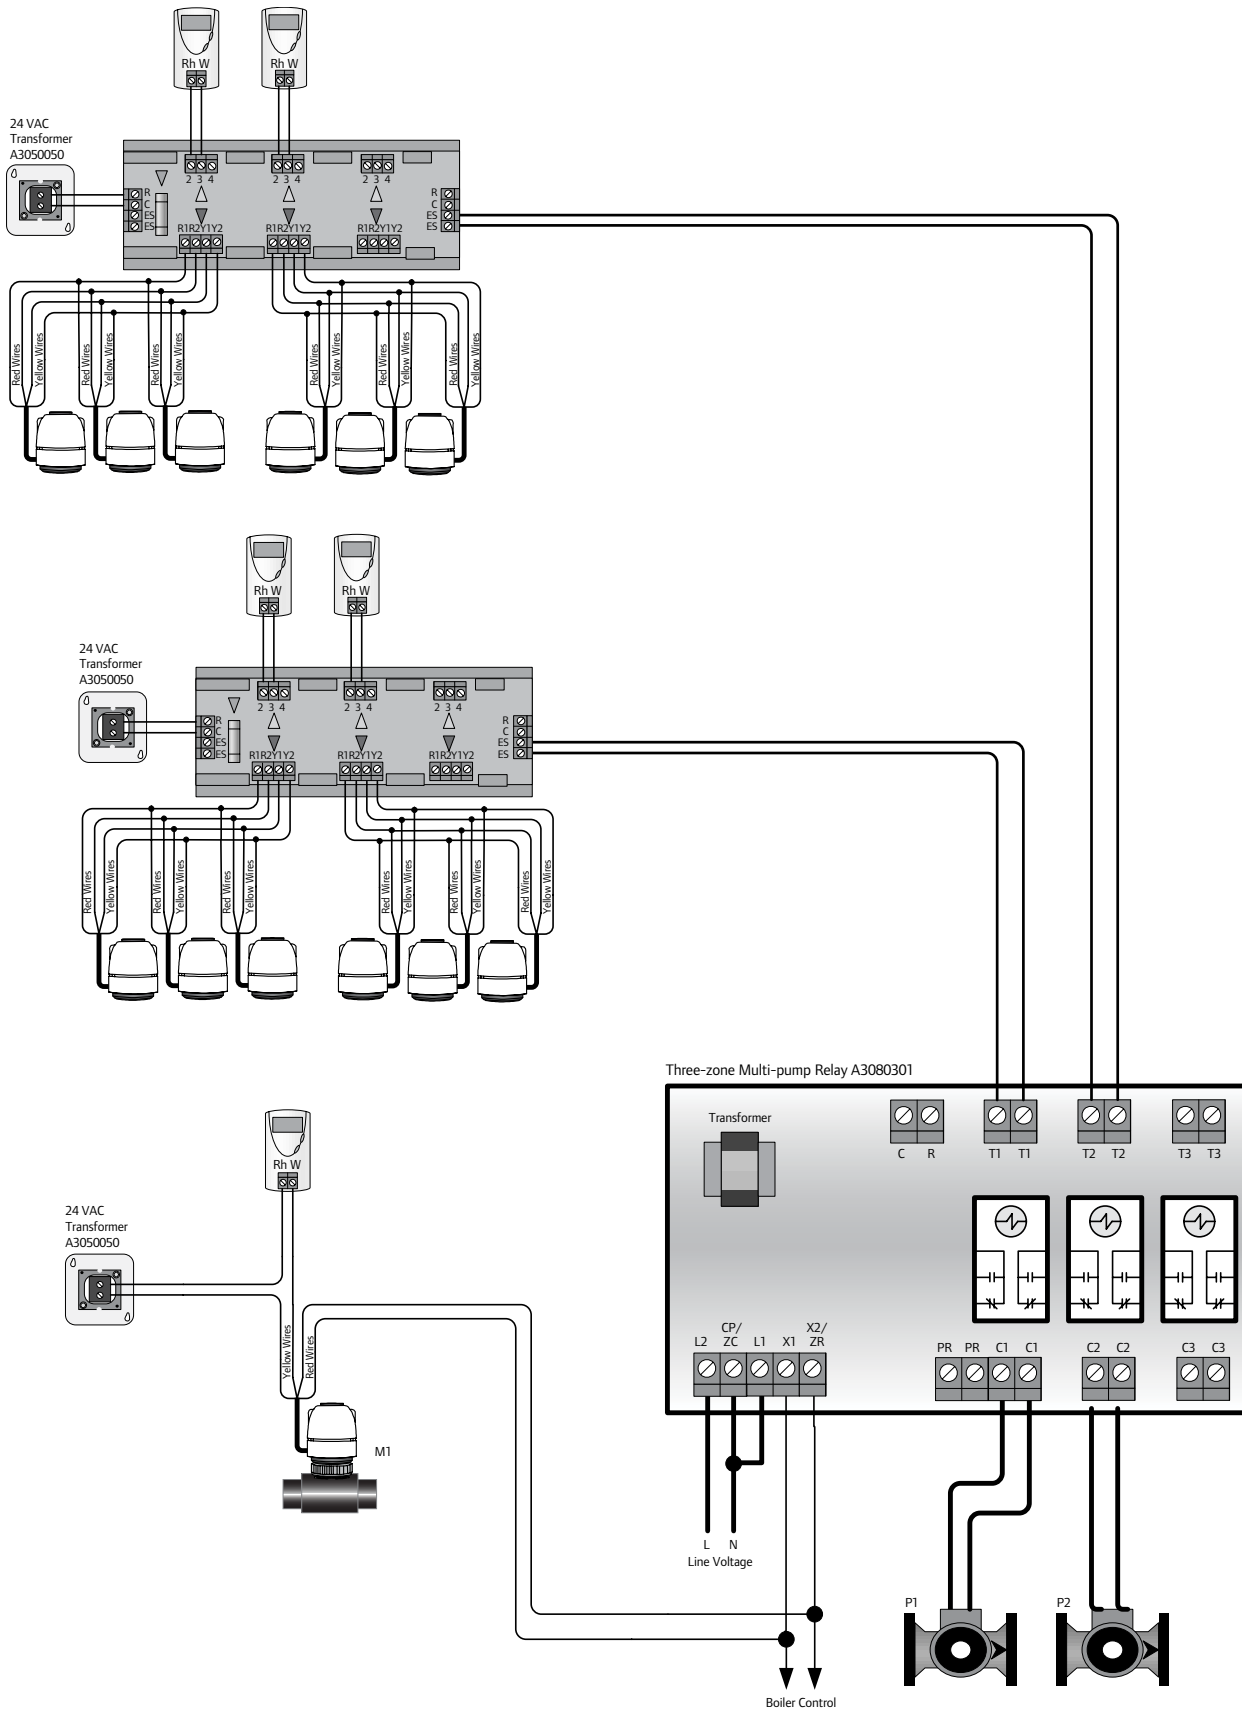 Rh W
Rh W
24 VAC
Transformer
A3050050
2 3 4
2 3 4
2 3 4
R
C
ES
ES
R
C
ES
ES
R1R2Y1Y2
R1R2Y1Y2
R1R2Y1Y2
Red Wires
Yellow Wires
Red Wires
Yellow Wires
Red Wires
Yellow Wires
Red Wires
Yellow Wires
Red Wires
Yellow Wires
Red Wires
Yellow Wires
Rh W
Rh W
24 VAC
Transformer
A3050050
2 3 4
2 3 4
2 3 4
R
C
ES
ES
R
C
ES
ES
R1R2Y1Y2
R1R2Y1Y2
R1R2Y1Y2
Red Wires
Yellow Wires
Red Wires
Yellow Wires
Red Wires
Yellow Wires
Red Wires
Yellow Wires
Red Wires
Yellow Wires
Red Wires
Yellow Wires
Three-zone Multi-pump Relay A3080301
Transformer
C R T1 T1 T2 T2 T3 T3
Rh W
24 VAC
Transformer
A3050050
Yellow Wires
Red Wires
M1
L2 CP/ZC L1 X1 X2/ZR
PR PR C1 C1 C2 C2 C3 C3
L N
Line Voltage
P1
P2
Boiler Control